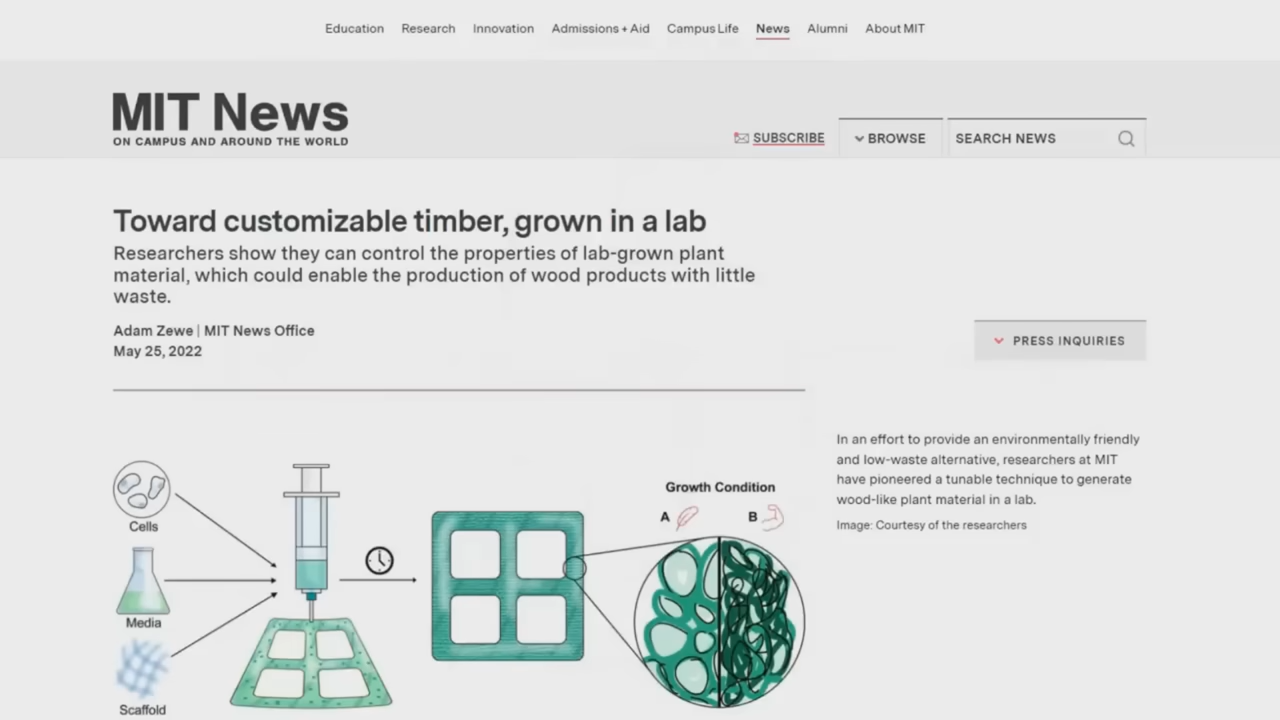 Education Research Innovation Admissions + Aid Campus Life News Alumni About MIT
MIT News
ON CAMPUS AND AROUND THE WORLD
SUBSCRIBE
BROWSE
SEARCH NEWS
Toward customizable timber, grown in a lab
Researchers show they can control the properties of lab-grown plant
material, which could enable the production of wood products with little
waste.
Adam Zewe | MIT News Office
May 25, 2022
PRESS INQUIRIES
Cells
Media
Scaffold
Growth Condition
A
B
In an effort to provide an environmentally friendly
and low-waste alternative, researchers at MIT
have pioneered a tunable technique to generate
wood-like plant material in a lab.
Image: Courtesy of the researchers